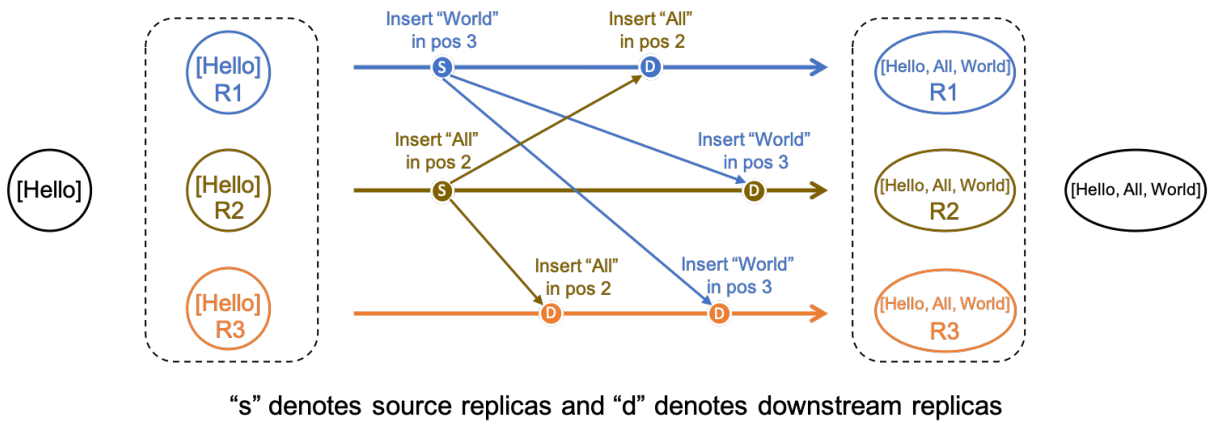 Insert “World”
in pos 3
Insert “All”
in pos 2
[Hello]
R1
S
D
[Hello, All, World]
R1
Insert “All”
in pos 2
Insert “World”
in pos 3
[Hello]
[Hello]
R2
S
D
[Hello, All, World]
R2
[Hello, All, World]
Insert “All”
in pos 2
Insert “World”
in pos 3
[Hello]
R3
D
D
[Hello, All, World]
R3
“s” denotes source replicas and “d” denotes downstream replicas